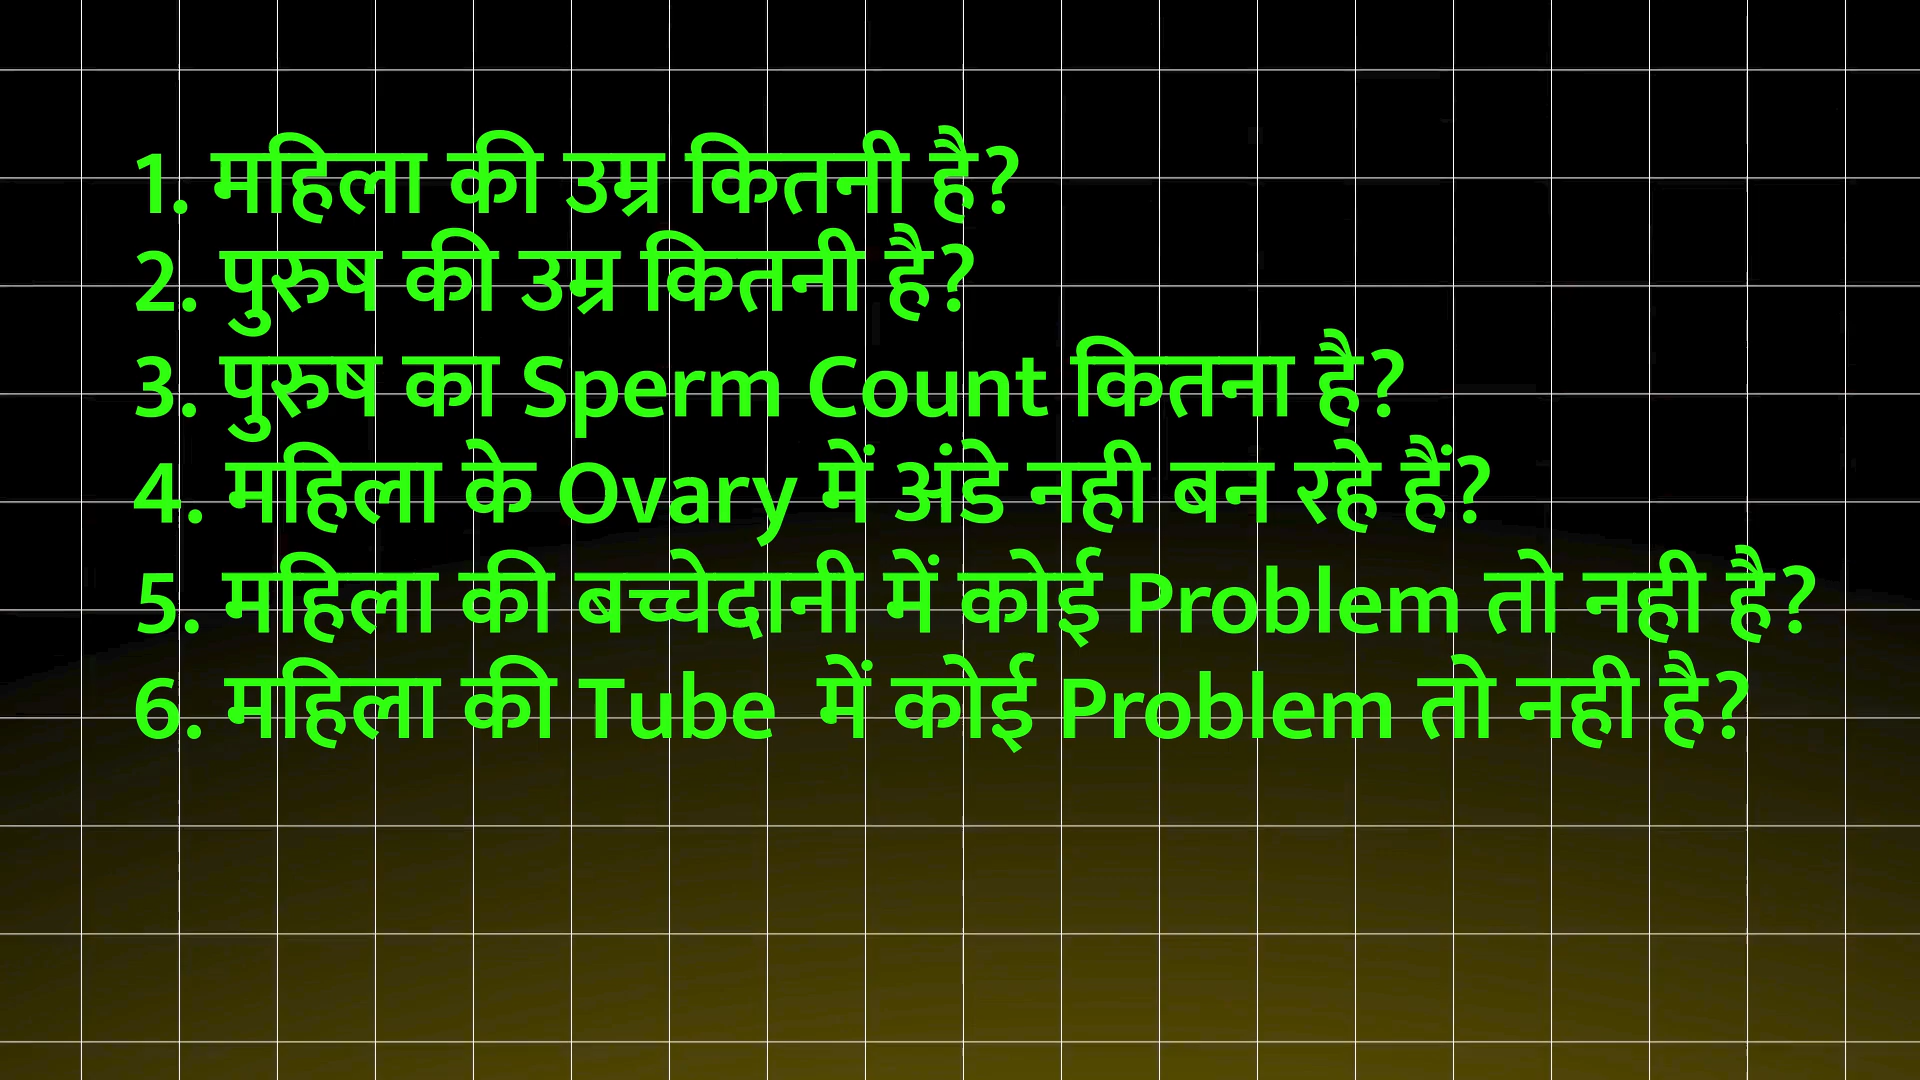 1. महिला की उम्र कितनी है?
2. पुरुष की उम्र कितनी है?
3. पुरुष का Sperm Count कितना है?
4. महिला के Ovary में अंडे नही बन रहे हैं?
5. महिला की बच्चेदानी में कोई Problem तो नही है?
6. महिला की Tube में कोई Problem तो नही है?